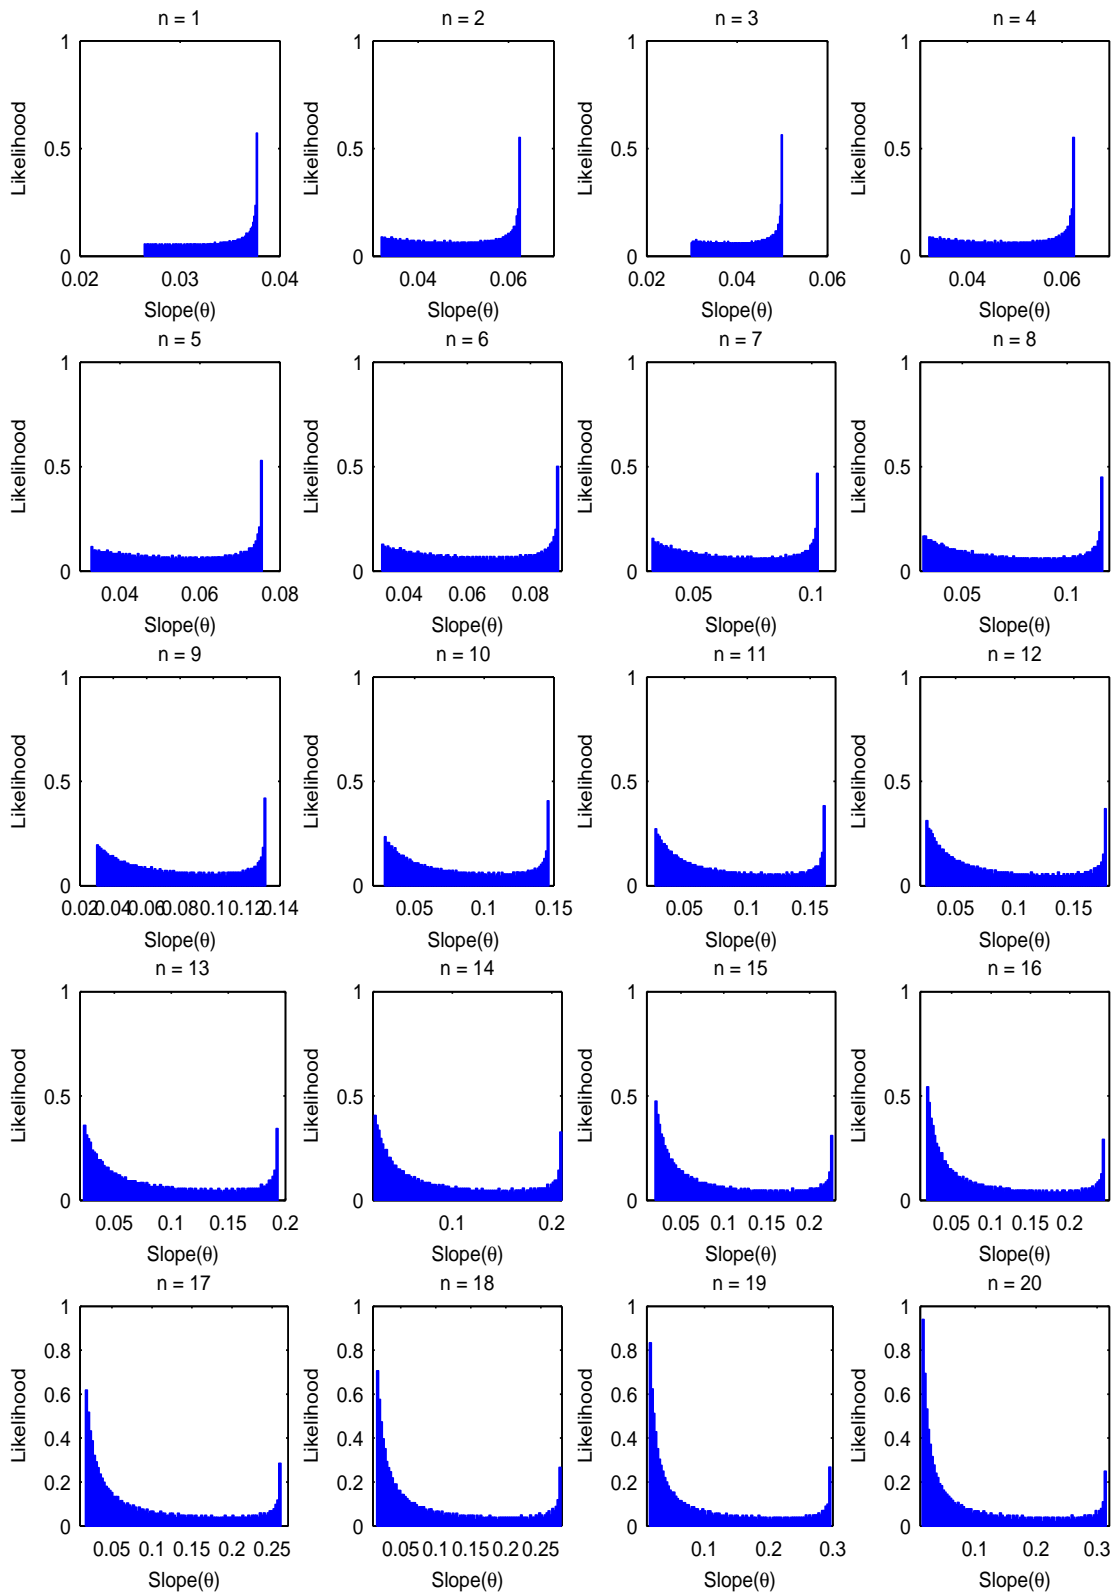 n = 1
n = 2
n = 3
n = 4
1
1
1
1
0.5
0.5
0.5
0.5
0
0
0
0
Likelihood
Likelihood
Likelihood
Likelihood
0.02 0.03 0.04
0.04 0.06
0.02 0.04 0.06
0.04 0.06
Slope(θ)
Slope(θ)
Slope(θ)
Slope(θ)
n = 5
n = 6
n = 7
n = 8
1
1
1
1
0.5
0.5
0.5
0.5
0
0
0
0
Likelihood
Likelihood
Likelihood
Likelihood
0.04 0.06 0.08
0.04 0.06 0.08
0.05 0.1
0.05 0.1
Slope(θ)
Slope(θ)
Slope(θ)
Slope(θ)
n = 9
n = 10
n = 11
n = 12
1
1
1
1
0.5
0.5
0.5
0.5
0
0
0
0
Likelihood
Likelihood
Likelihood
Likelihood
0.02 0.04 0.06 0.08 0.1 0.12 0.14
0.05 0.1 0.15
0.05 0.1 0.15
0.05 0.1 0.15
Slope(θ)
Slope(θ)
Slope(θ)
Slope(θ)
n = 13
n = 14
n = 15
n = 16
1
1
1
1
0.5
0.5
0.5
0.5
0
0
0
0
Likelihood
Likelihood
Likelihood
Likelihood
0.05 0.1 0.15 0.2
0.1 0.2
0.05 0.1 0.15 0.2
0.05 0.1 0.15 0.2
Slope(θ)
Slope(θ)
Slope(θ)
Slope(θ)
n = 17
n = 18
n = 19
n = 20
1
1
1
1
0.8
0.8
0.8
0.8
0.6
0.6
0.6
0.6
0.4
0.4
0.4
0.4
0.2
0.2
0.2
0.2
0
0
0
0
Likelihood
Likelihood
Likelihood
Likelihood
0.05 0.1 0.15 0.2 0.25
0.05 0.1 0.15 0.2 0.25
0.1 0.2 0.3
0.1 0.2 0.3
Slope(θ)
Slope(θ)
Slope(θ)
Slope(θ)